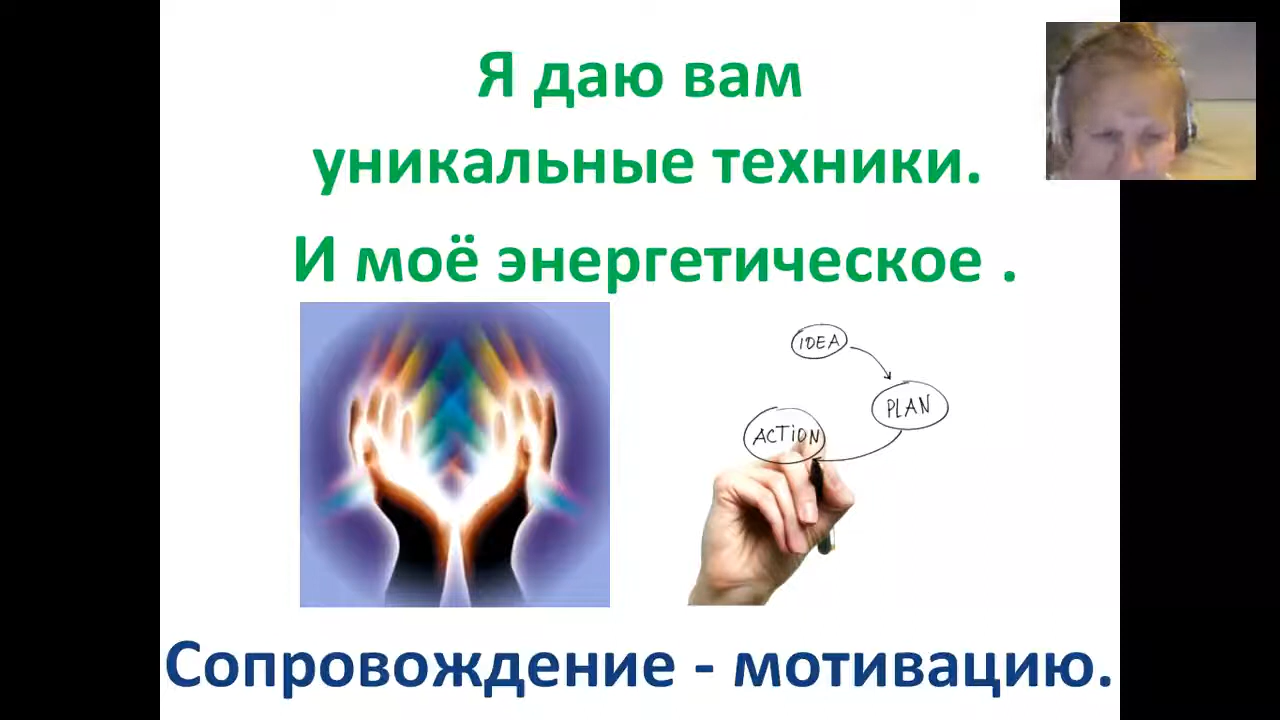 Я даю вам
уникальные техники.
И моё энергетическое .
IDEA
PLAN
ACTION
Сопровождение - мотивацию.